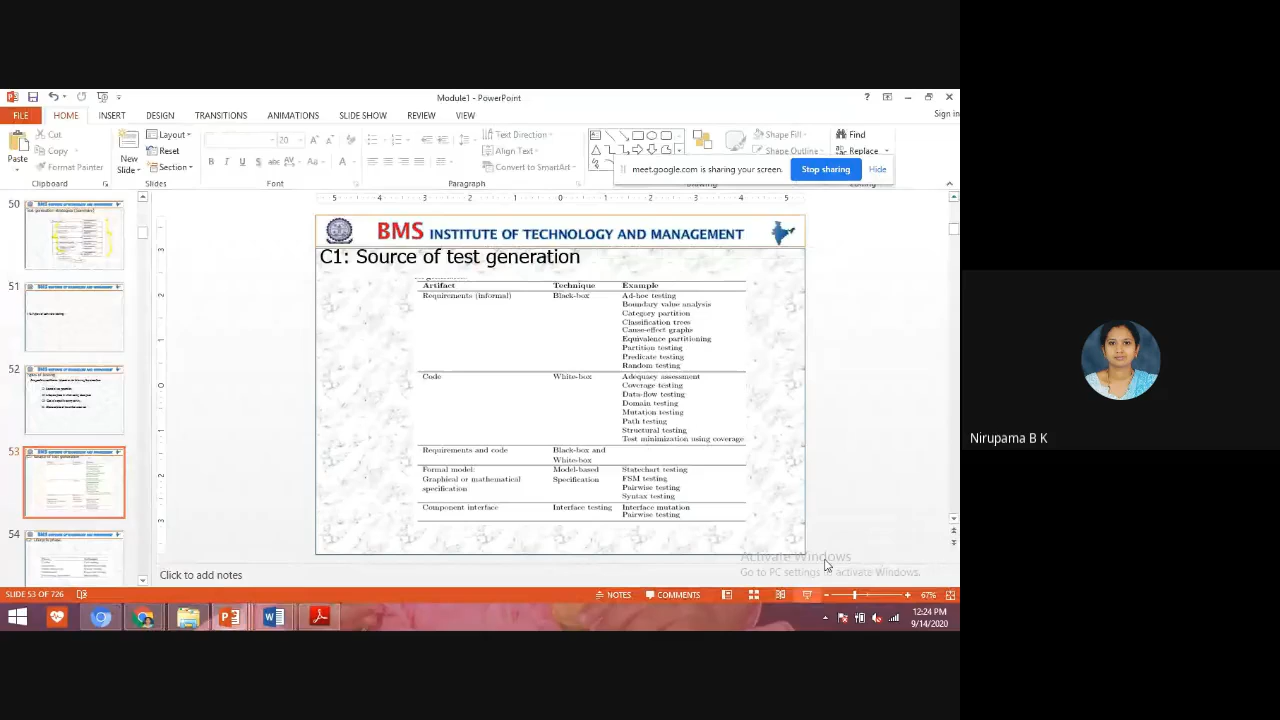 Module1 - PowerPoint
Sign in
FILE HOME INSERT DESIGN TRANSITIONS ANIMATIONS SLIDE SHOW REVIEW VIEW
Cut
Copy
Format Painter
Paste
Clipboard
New
Slide
Layout
Reset
Section
Slides
20
Font
Text Direction
Align Text
Convert to SmartArt
Paragraph
Shape Fill
Shape Outline
Find
Replace
meet.google.com is sharing your screen. Stop sharing Hide
50
51
52
53
54
BMS INSTITUTE OF TECHNOLOGY AND MANAGEMENT
C1: Source of test generation
Artifact Technique Example
Requirements (informal) Black-box Ad-hoc testing
Boundary value analysis
Category partition
Classification trees
Cause-effect graphs
Equivalence partitioning
Partition testing
Predicate testing
Random testing
Code White-box Adequacy assessment
Coverage testing
Data-flow testing
Domain testing
Mutation testing
Path testing
Structural testing
Test minimization using coverage
Requirements and code Black-box and
White-box
Formal model: Model-based Statechart testing
Graphical or mathematical Specification FSM testing
specification Pairwise testing
Syntax testing
Component interface Interface testing Interface mutation
Pairwise testing
Activate Windows
Go to PC settings to activate Windows.
Click to add notes
SLIDE 53 OF 726 NOTES COMMENTS 67%
12:24 PM
9/14/2020
Nirupama B K